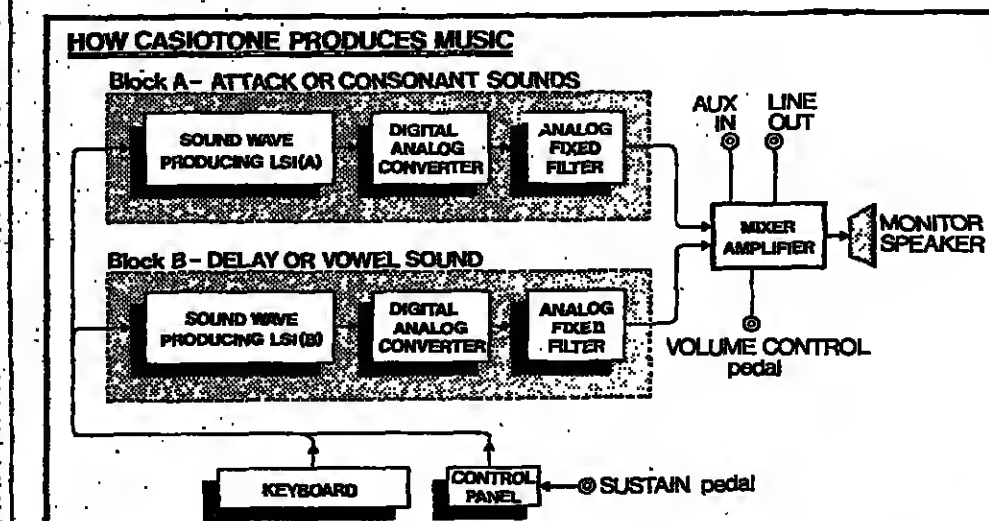 HOW CASIOTONE PRODUCES MUSIC
Block A - ATTACK OR CONSONANT SOUNDS
SOUND WAVE
PRODUCING LSI(A)
DIGITAL
ANALOG
CONVERTER
ANALOG
FIXED
FILTER
AUX
IN
LINE
OUT
MIXER
AMPLIFIER
MONITOR
SPEAKER
Block B - DELAY OR VOWEL SOUND
SOUND WAVE
PRODUCING LSI(B)
DIGITAL
ANALOG
CONVERTER
ANALOG
FIXED
FILTER
VOLUME CONTROL
pedal
KEYBOARD
CONTROL
PANEL
SUSTAIN pedal